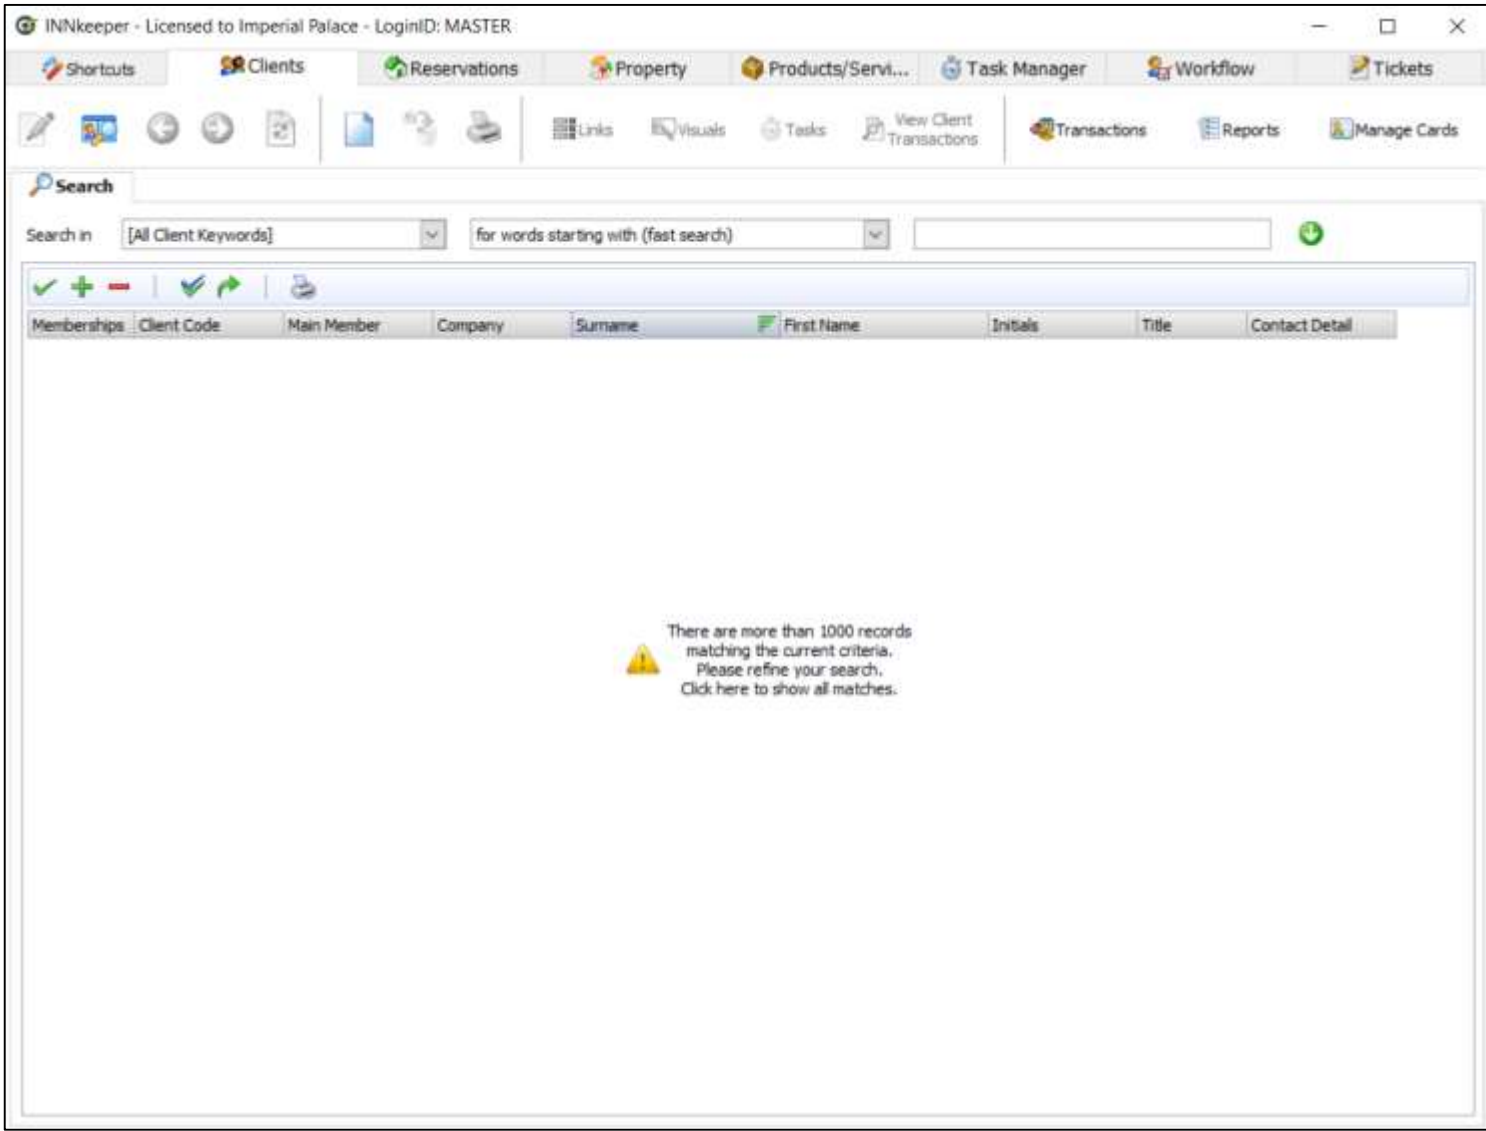 INNkeeper - Licensed to Imperial Palace - LoginID: MASTER
Shortcuts Clients Reservations Property Products/Servi... Task Manager Workflow Tickets
Links Visuals Tasks View Client Transactions Transactions Reports Manage Cards
Search
Search in [All Client Keywords] for words starting with (fast search)
Memberships Client Code Main Member Company Surname First Name Initials Title Contact Detail
There are more than 1000 records
matching the current criteria.
Please refine your search.
Click here to show all matches.